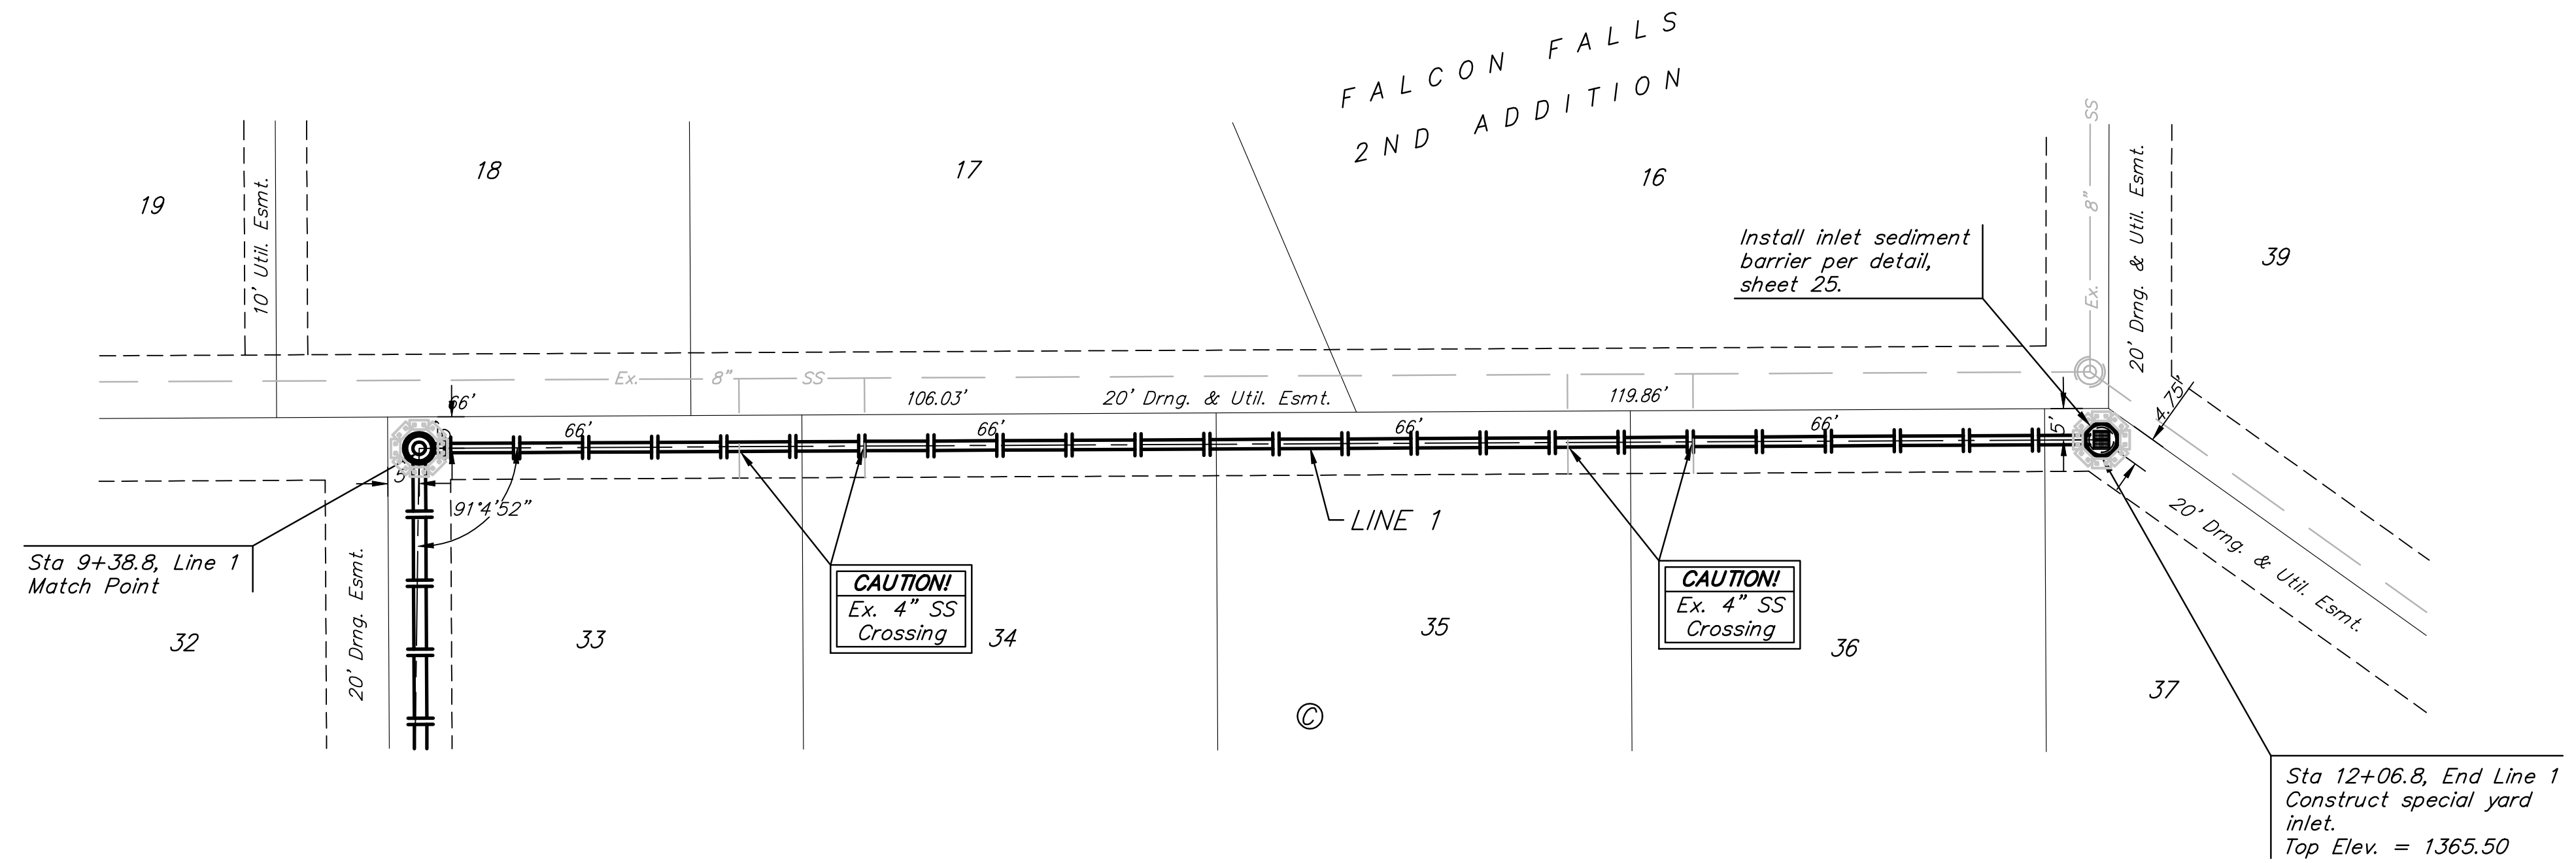 FALCON FALLS
2ND ADDITION
19
18
17
16
39
10' Util. Esmt.
Ex. 8" SS
20' Drng. & Util. Esmt.
Install inlet sediment
barrier per detail,
sheet 25.
Ex. 8" SS
106.03'
20' Drng. & Util. Esmt.
119.86'
4.75'
66'
66'
66'
66'
66'
5'
5'
91°4'52"
LINE 1
Sta 9+38.8, Line 1
Match Point
20' Drng. Esmt.
CAUTION!
Ex. 4" SS
Crossing
CAUTION!
Ex. 4" SS
Crossing
20' Drng. & Util. Esmt.
32
33
34
35
36
37
©
Sta 12+06.8, End Line 1
Construct special yard
inlet.
Top Elev. = 1365.50